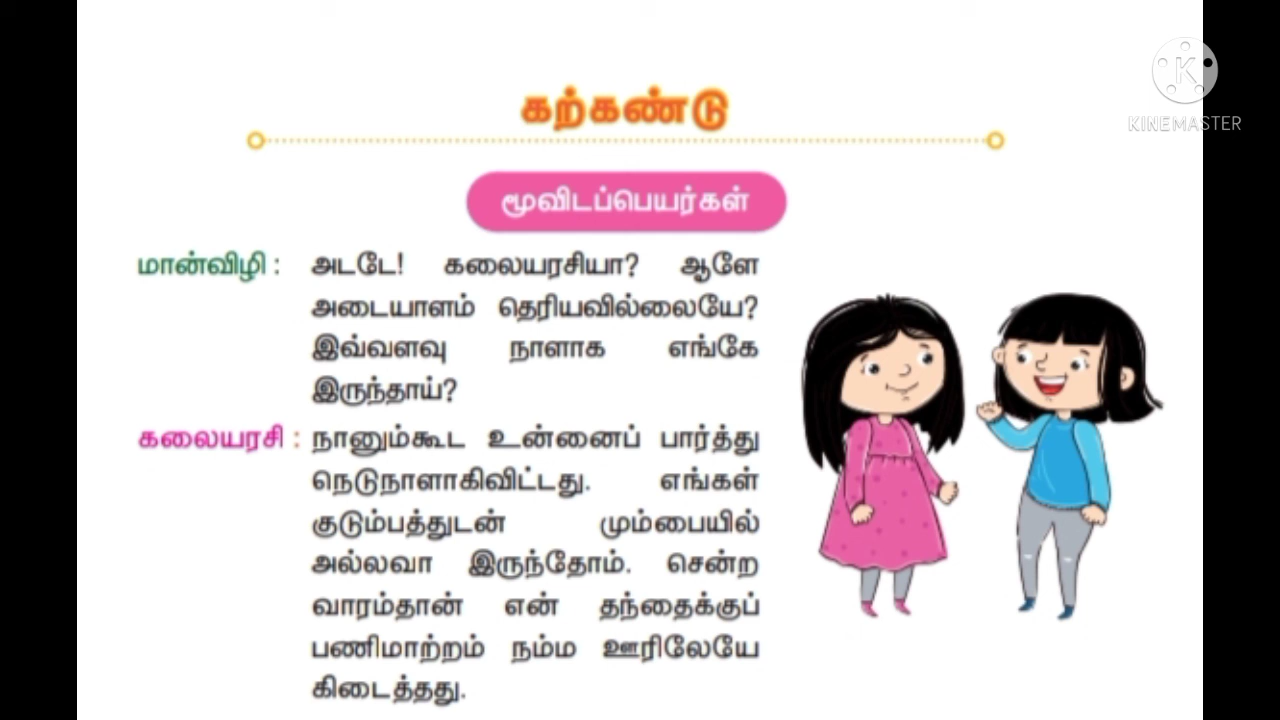 கற்கண்டு
KINEMASTER
மூவிடப்பெயர்கள்
மான்விழி : அடடே! கலையரசியா? ஆளே
அடையாளம் தெரியவில்லையே?
இவ்வளவு நாளாக எங்கே
இருந்தாய்?
கலையரசி : நானும்கூட உன்னைப் பார்த்து
நெடுநாளாகிவிட்டது. எங்கள்
குடும்பத்துடன் மும்பையில்
அல்லவா இருந்தோம். சென்ற
வாரம்தான் என் தந்தைக்குப்
பணிமாற்றம் நம்ம ஊரிலேயே
கிடைத்தது.